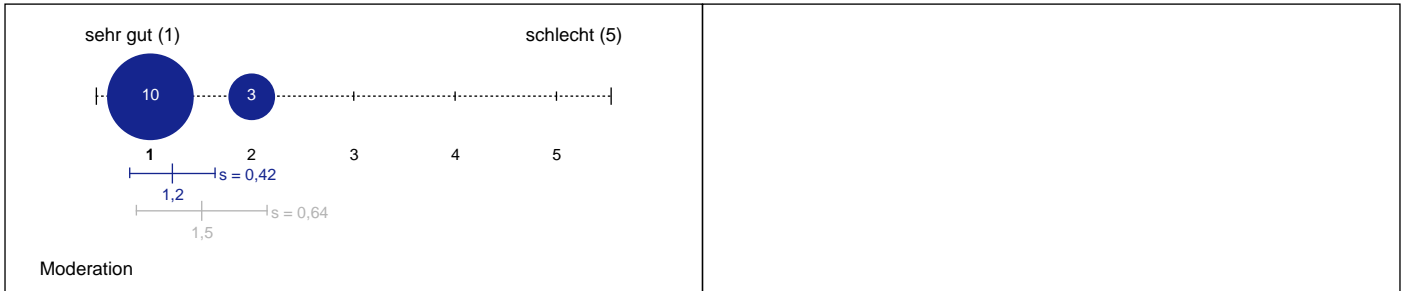 sehr gut (1) schlecht (5)
10 3
1 2 3 4 5
s = 0,42
1,2
s = 0,64
1,5
Moderation